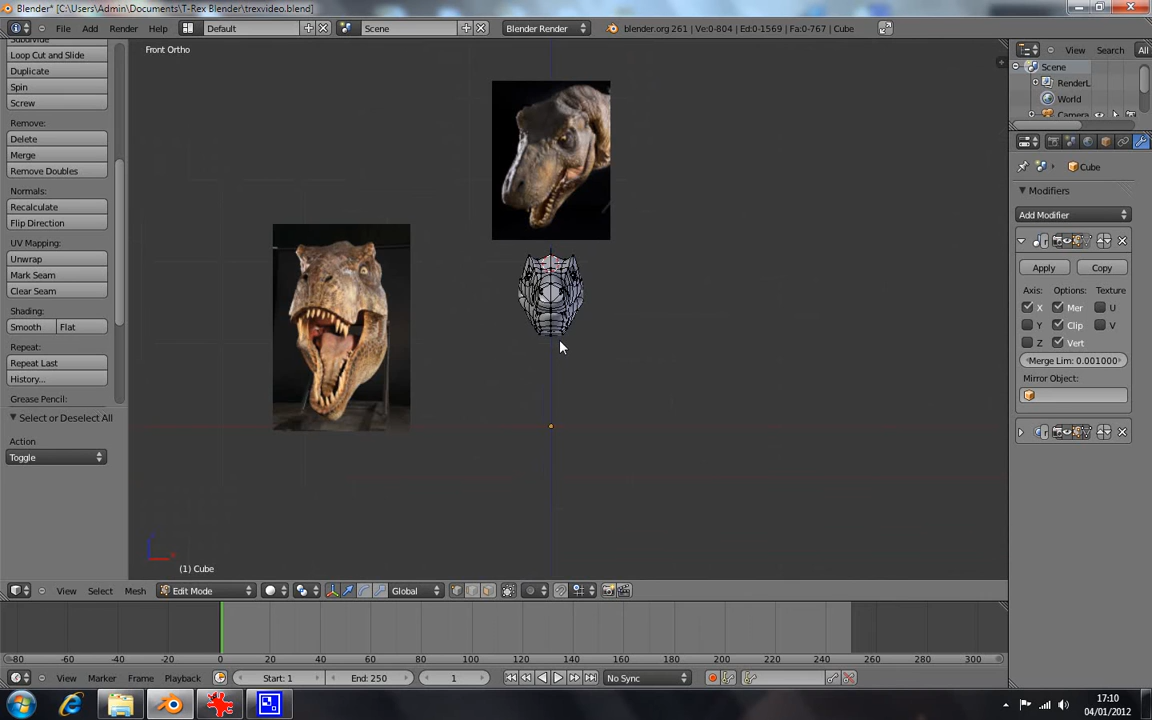 Blender* [C:\Users\Admin\Documents\T-Rex Blender\trexvideo.blend]
File Add Render Help Default Scene Blender Render blender.org 261 | Ve:0-804 | Ed:0-1569 | Fa:0-767 | Cube View Search All
Subdivide
Loop Cut and Slide
Duplicate
Spin
Screw
Remove:
Delete
Merge
Remove Doubles
Normals:
Recalculate
Flip Direction
UV Mapping:
Unwrap
Mark Seam
Clear Seam
Shading:
Smooth Flat
Repeat:
Repeat Last
History...
Grease Pencil:
Select or Deselect All
Action
Toggle
Front Ortho
(1) Cube
Scene
RenderL
World
Camera
Cube
Modifiers
Add Modifier
Apply Copy
Axis: Options: Texture
X Mer U
Y Clip V
Z Vert
Merge Lim: 0.001000
Mirror Object:
View Select Mesh Edit Mode Global
-80 -60 -40 -20 0 20 40 60 80 100 120 140 160 180 200 220 240 260 280 300
View Marker Frame Playback Start: 1 End: 250 1 No Sync
17:10
04/01/2012